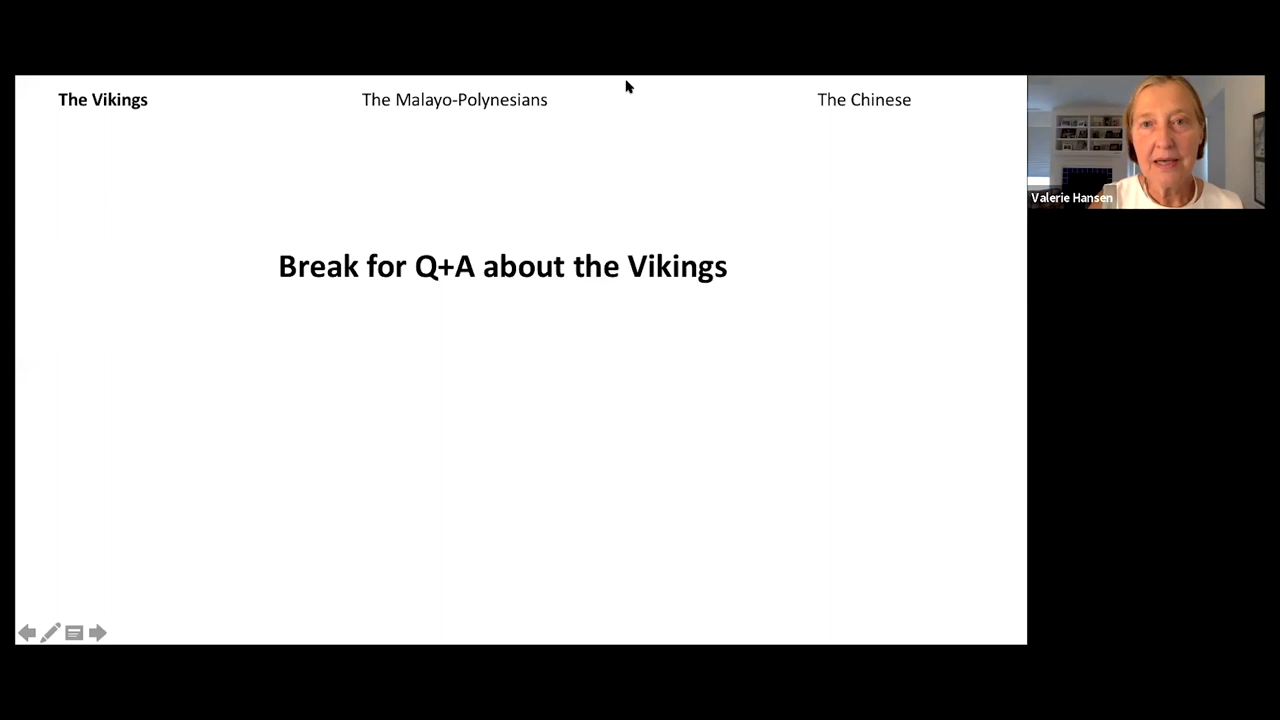 The Vikings
The Malayo-Polynesians
The Chinese
Valerie Hansen
Break for Q+A about the Vikings